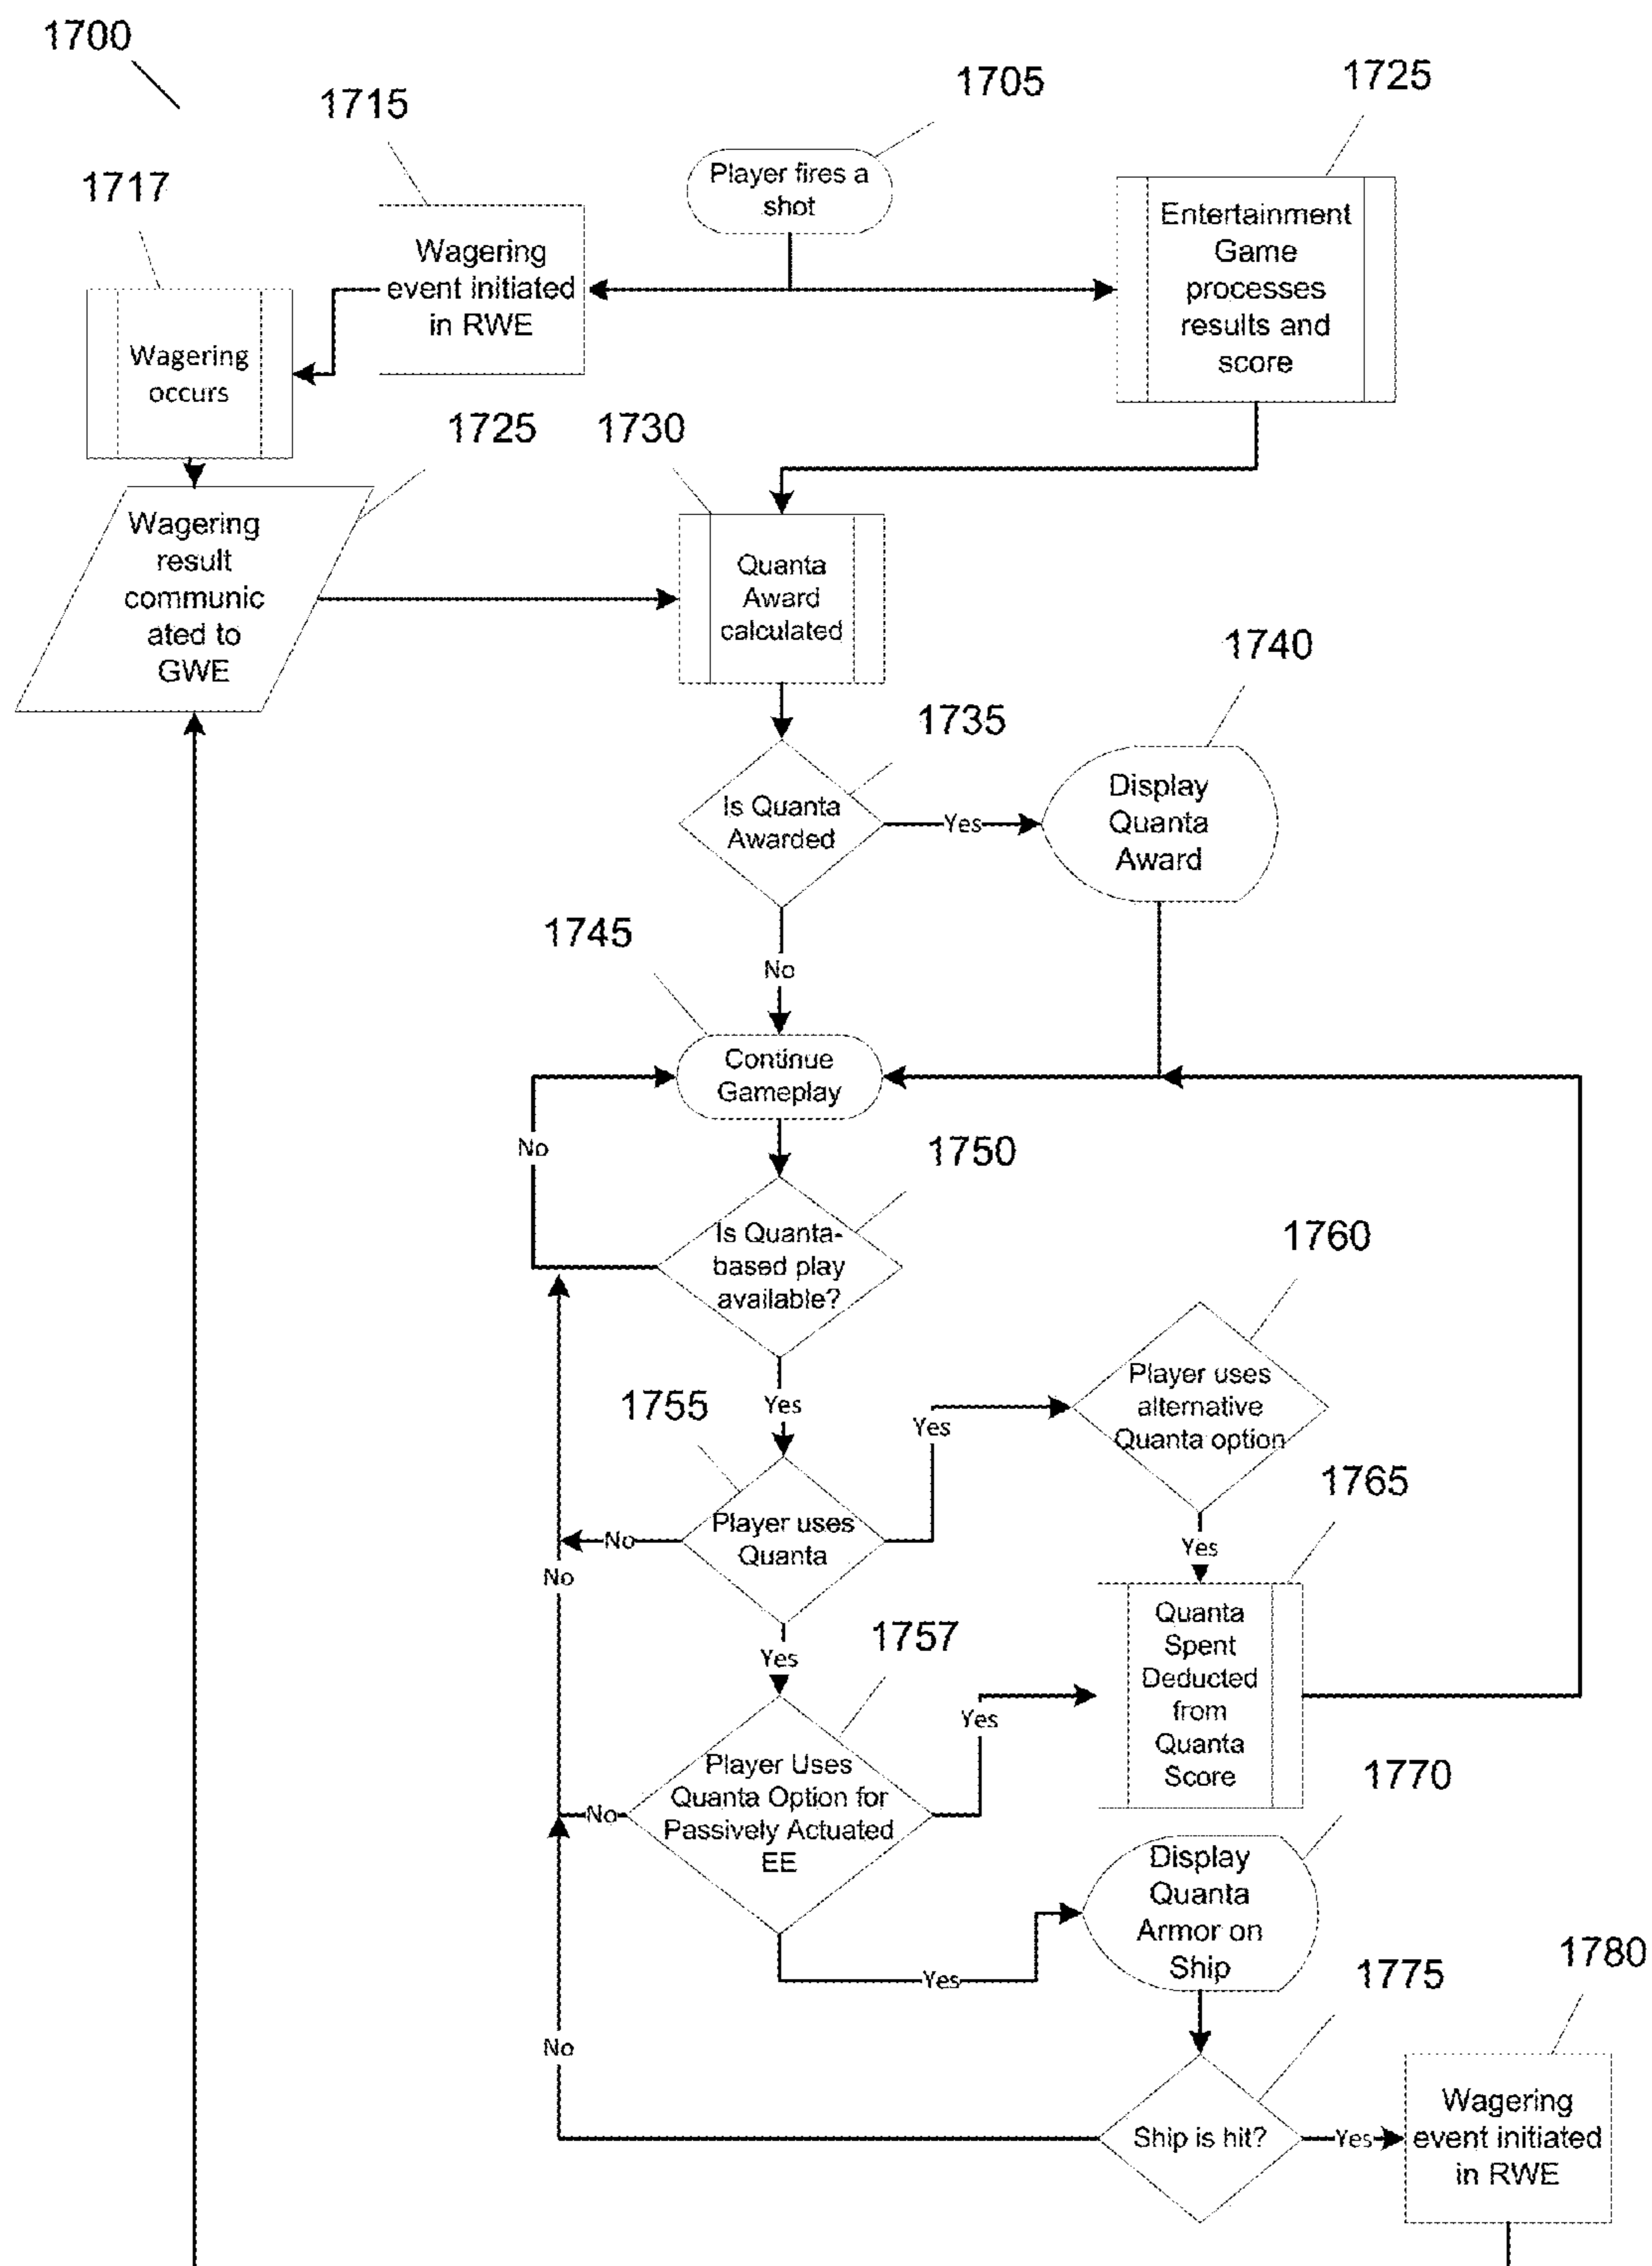 1700
1705
1725
1715
1717
Player fires a
shot
Entertainment
Game
processes
results and
score
Wagering
event initiated
in RWE
Wagering
occurs
1725
1730
Wagering
result
communic
ated to
GWE
Quanta
Award
calculated
1740
1735
Is Quanta
Awarded
Yes
Display
Quanta
Award
1745
No
Continue
Gameplay
No
1750
Is Quanta-
based play
available?
1760
Yes
1755
Player uses
alternative
Quanta option
Yes
1765
Player uses
Quanta
No
Yes
No
Yes
1757
Quanta
Spent
Deducted
from
Quanta
Score
Yes
Player Uses
Quanta Option for
Passively Actuated
EE
No
1770
Display
Quanta
Armor on
Ship
Yes
1780
1775
No
Ship is hit?
Yes
Wagering
event initiated
in RWE